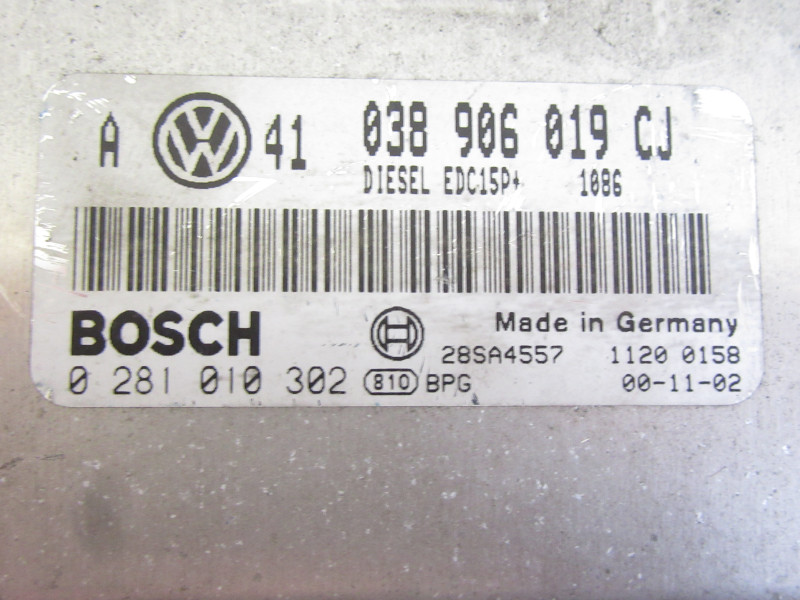 A VW 41 038 906 019 CJ
DIESEL EDC15P+ 1086
BOSCH Made in Germany
28SA4557 1120 0158
0 281 010 302 810 BPG 00-11-02